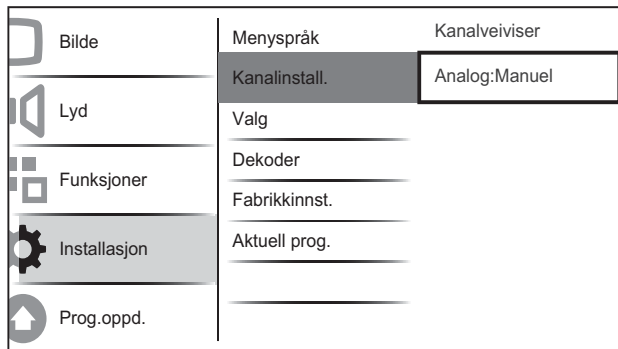 Bilde
Lyd
Funksjoner
Installasjon
Prog.oppd.
Menyspråk
Kanalinstall.
Valg
Dekoder
Fabrikkinnst.
Aktuell prog.
Kanalveiviser
Analog:Manuel